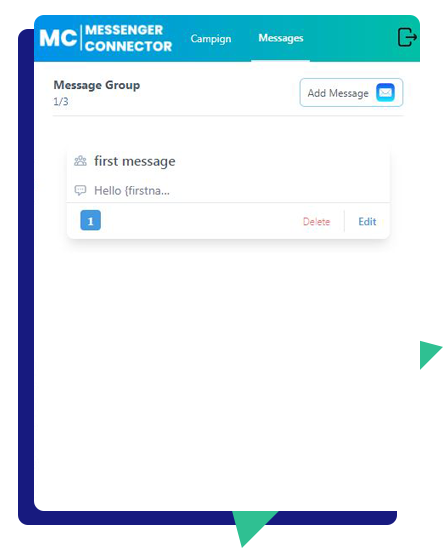 MC MESSENGER
CONNECTOR
Campign
Messages
Message Group
1/3
Add Message
first message
Hello {firstna...
1
Delete
Edit